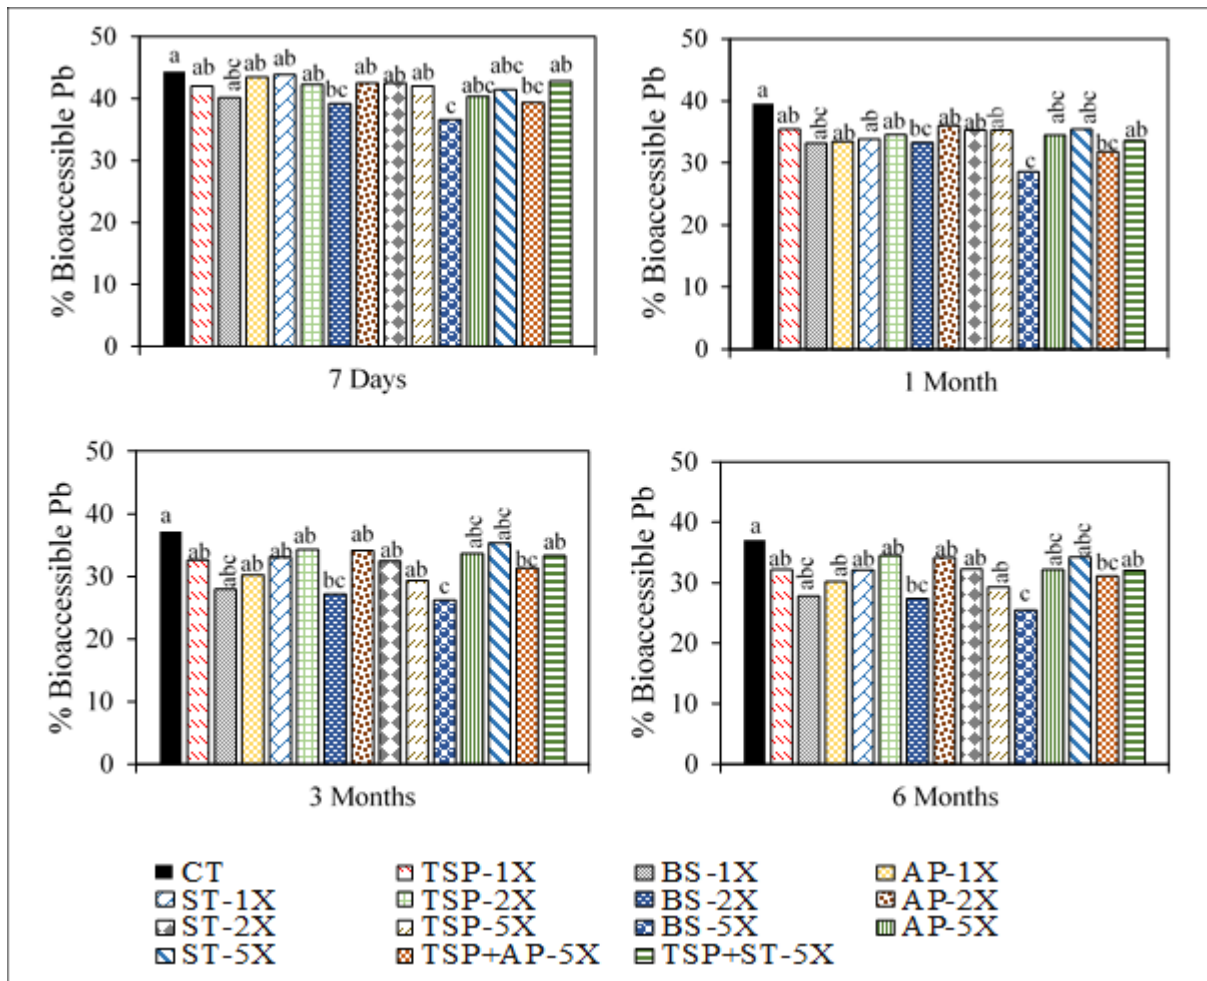 50
40
30
20
10
0
% Bioaccessible Pb
a ab abc ab ab ab bc ab ab ab c abc abc bc ab
7 Days
50
40
30
20
10
0
% Bioaccessible Pb
a ab abc ab ab ab bc ab ab ab c abc abc bc ab
1 Month
50
40
30
20
10
0
% Bioaccessible Pb
a ab abc ab ab ab bc ab ab ab c abc abc bc ab
3 Months
50
40
30
20
10
0
% Bioaccessible Pb
a ab abc ab ab ab bc ab ab ab c abc abc bc ab
6 Months
CT TSP-1X BS-1X AP-1X
ST-1X TSP-2X BS-2X AP-2X
ST-2X TSP-5X BS-5X AP-5X
ST-5X TSP+AP-5X TSP+ST-5X